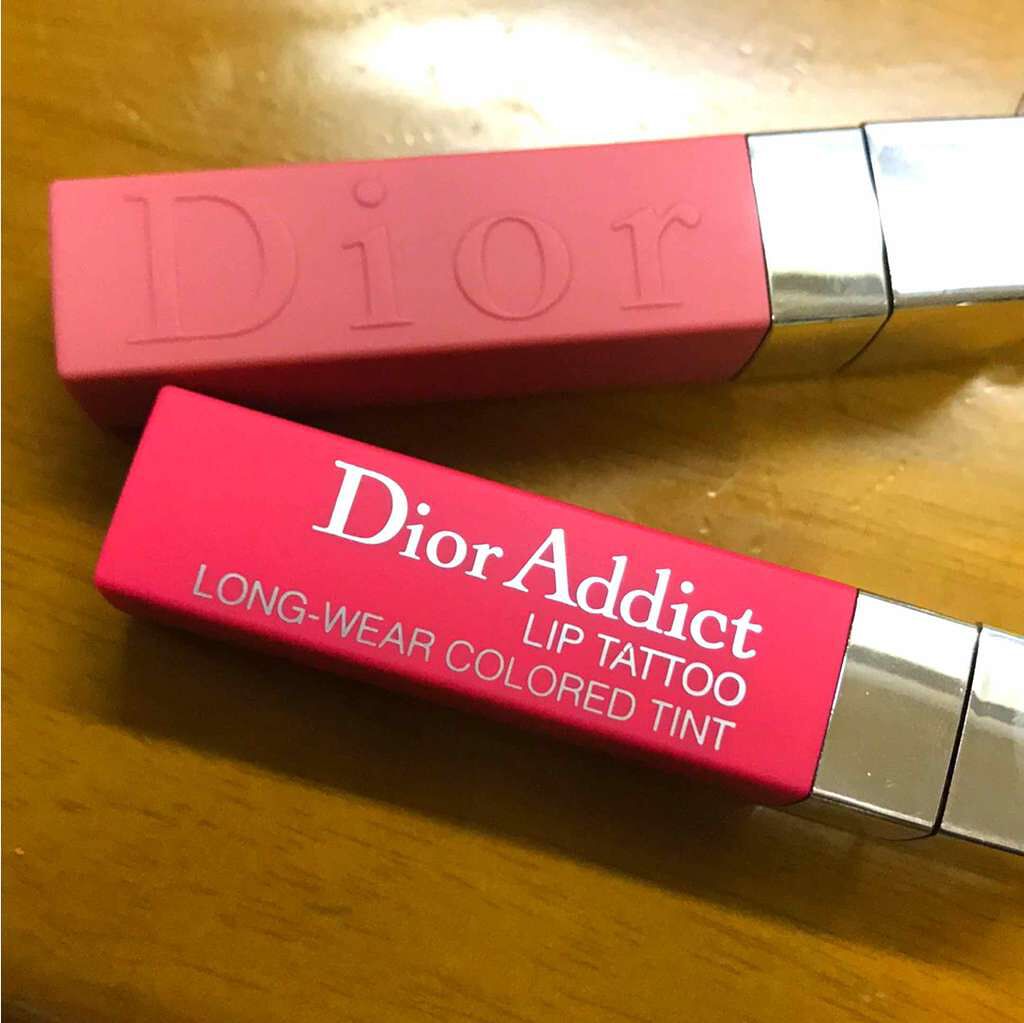 Dior
Dior Addict
LIP TATTOO
LONG-WEAR COLORED TINT